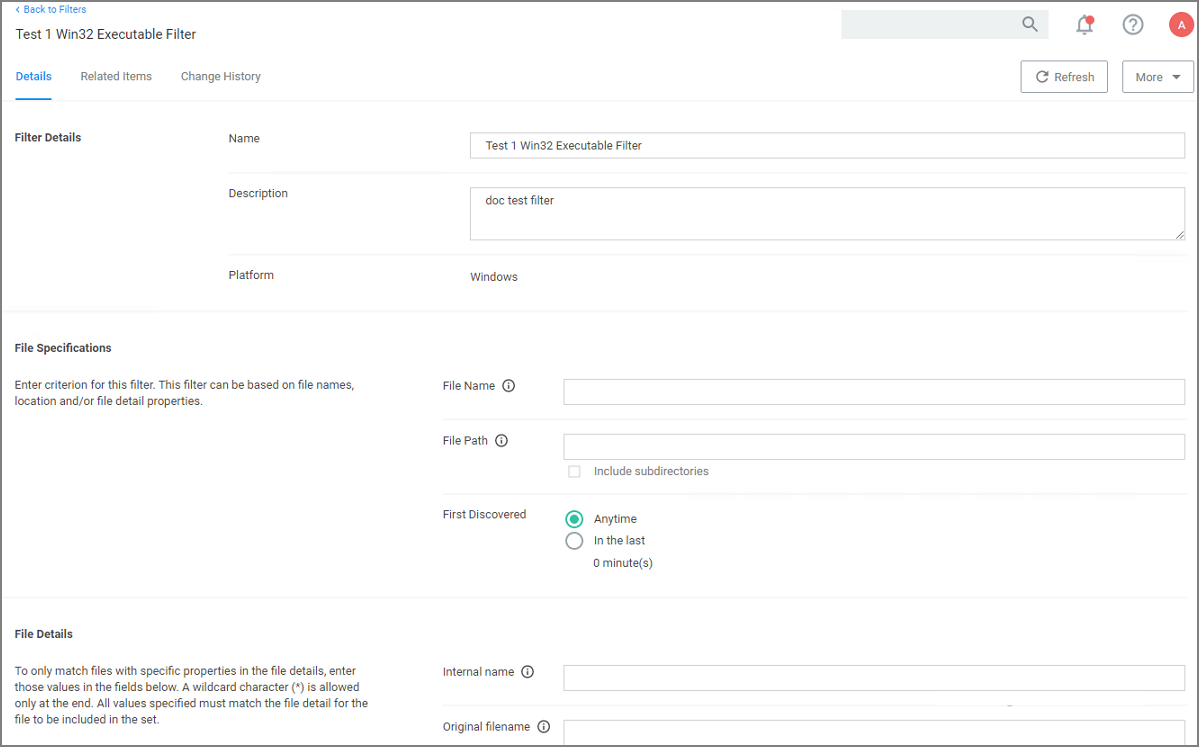 ‹ Back to Filters
Test 1 Win32 Executable Filter
A
Details Related Items Change History
Refresh More
Filter Details
Name Test 1 Win32 Executable Filter
Description doc test filter
Platform Windows
File Specifications
Enter criterion for this filter. This filter can be based on file names,
location and/or file detail properties.
File Name
File Path
Include subdirectories
First Discovered Anytime
In the last
0 minute(s)
File Details
To only match files with specific properties in the file details, enter
those values in the fields below. A wildcard character (*) is allowed
only at the end. All values specified must match the file detail for the
file to be included in the set.
Internal name
Original filename